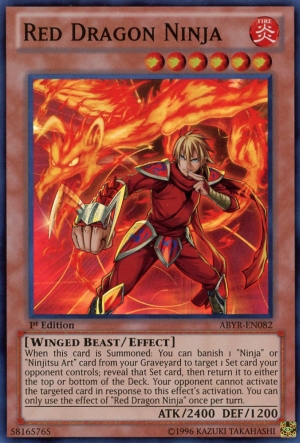 RED DRAGON NINJA
FIRE
炎
1st Edition
ABYR-EN082
[WINGED BEAST/EFFECT]
When this card is Summoned: You can banish 1 "Ninja" or
"Ninjitsu Art" card from your Graveyard to target 1 Set card your
opponent controls; reveal that Set card, then return it to either
the top or bottom of the Deck. Your opponent cannot activate
the targeted card in response to this effect's activation. You can
only use the effect of "Red Dragon Ninja" once per turn.
ATK/2400 DEF/1200
58165765
©1996 KAZUKI TAKAHASHI